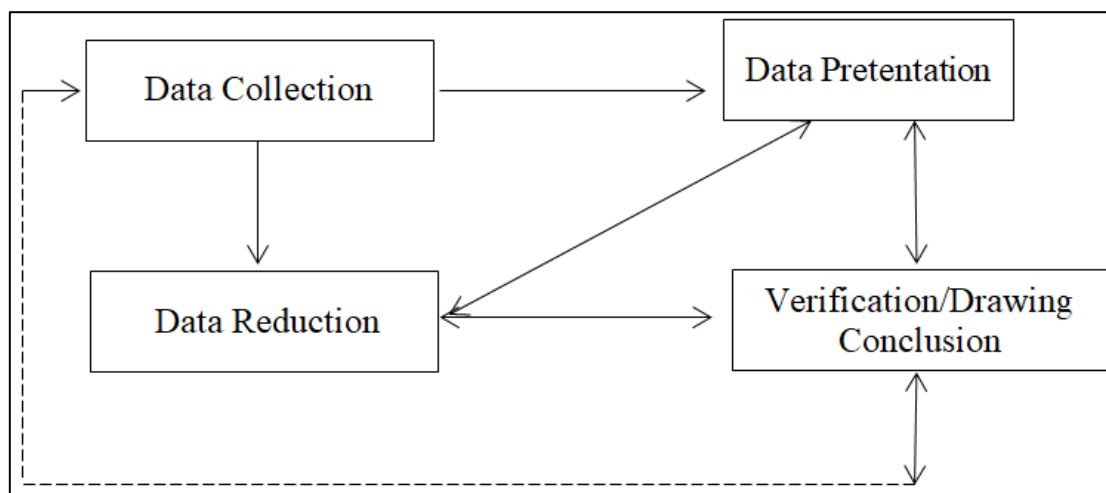 Data Collection
Data Pretentation
Data Reduction
Verification/Drawing
Conclusion